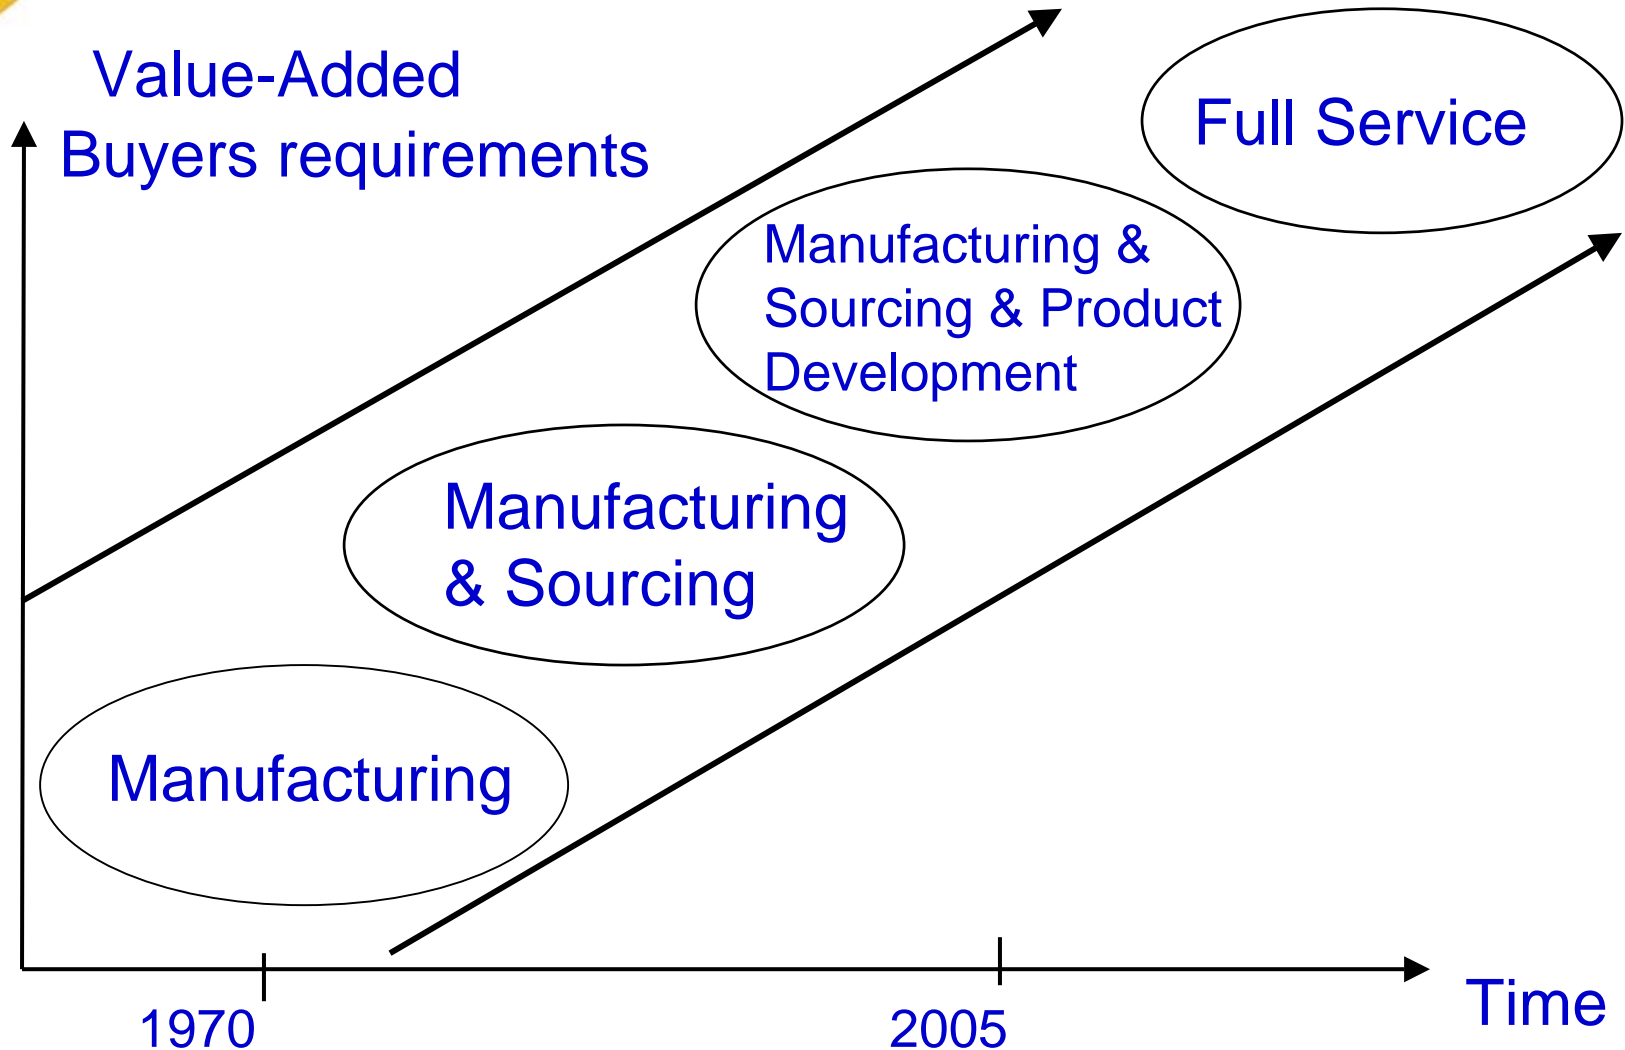 Value-Added
Buyers requirements
Full Service
Manufacturing &
Sourcing & Product
Development
Manufacturing
& Sourcing
Manufacturing
1970
2005
Time